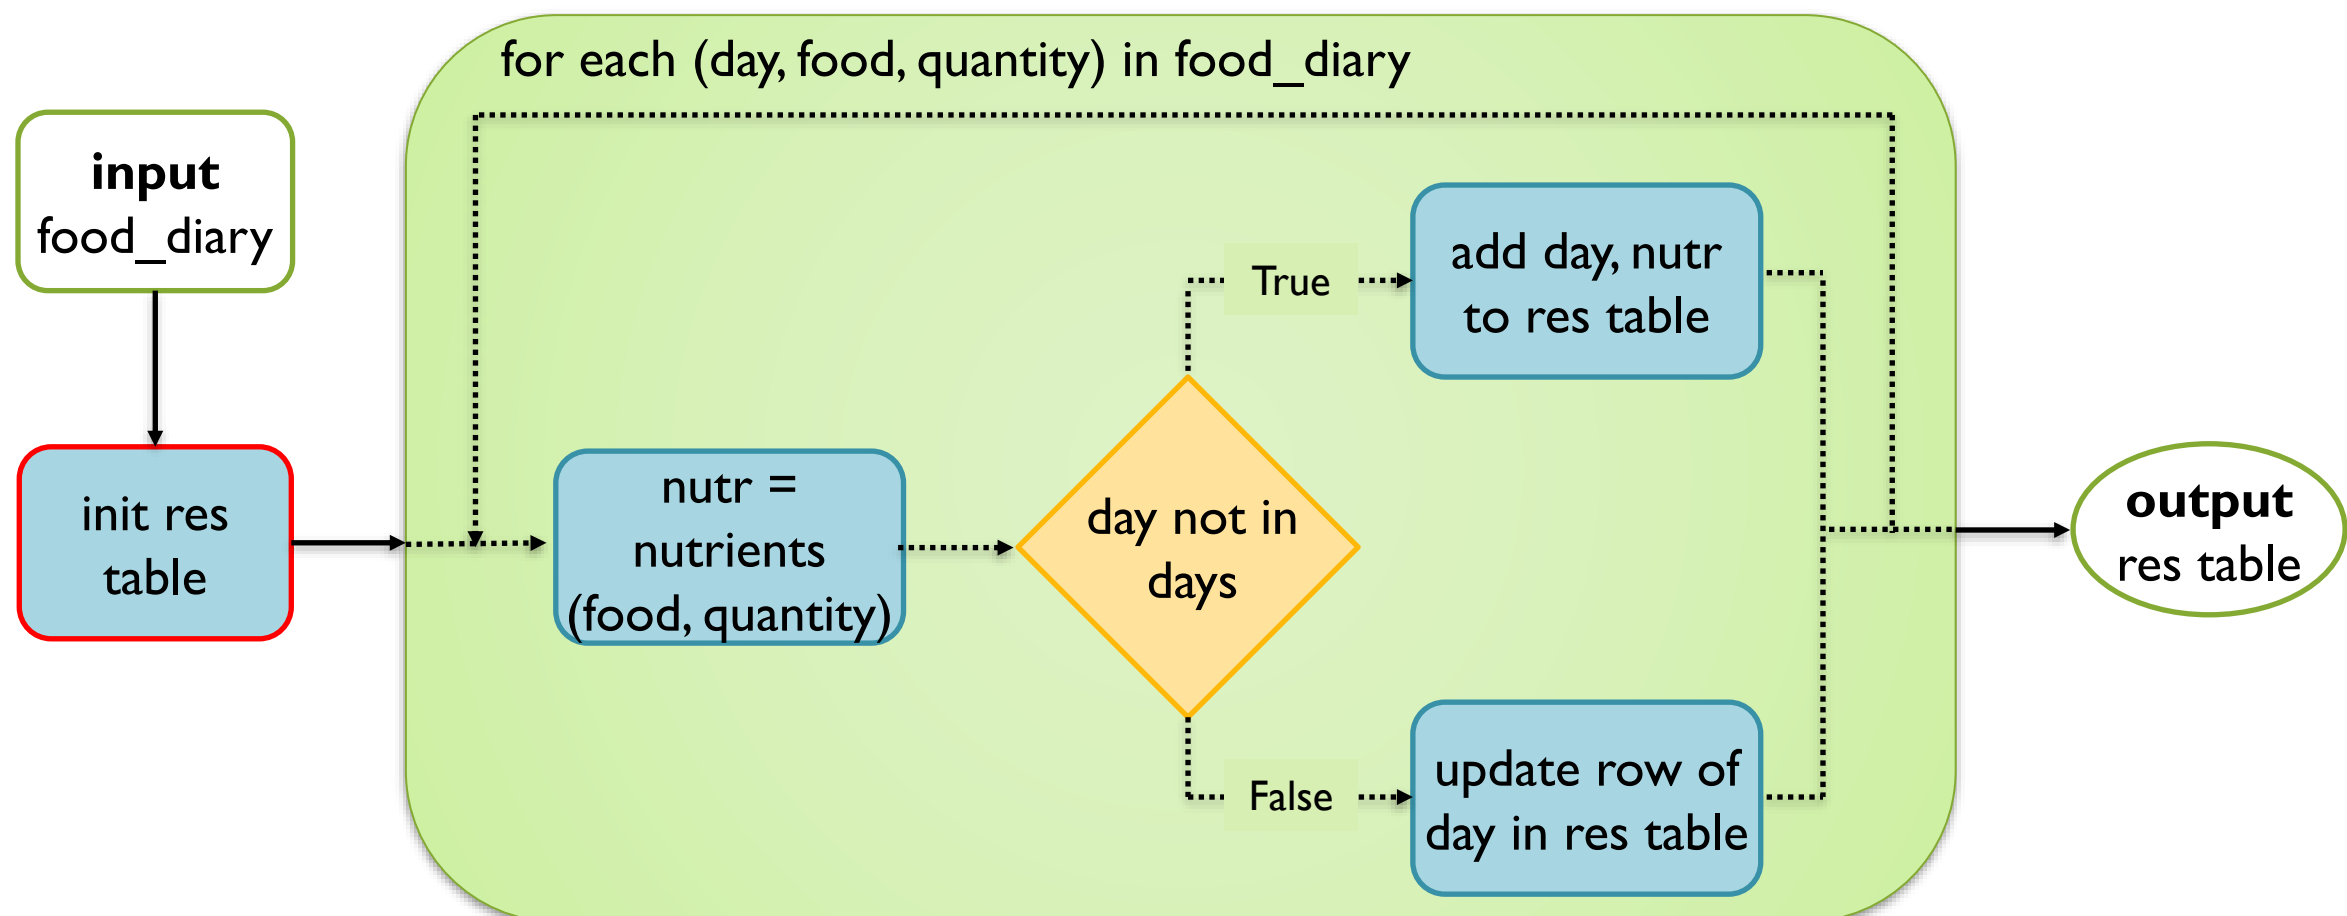 for each (day, food, quantity) in food_diary
input
food_diary
init res
table
nutr =
nutrients
(food, quantity)
day not in
days
True
add day, nutr
to res table
False
update row of
day in res table
output
res table